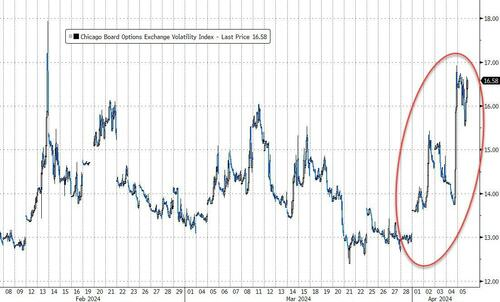 Chicago Board Options Exchange Volatility Index - Last Price 16.58
18.00
17.00
16.58
16.00
15.00
14.00
13.00
12.00
08 09 12 13 14 15 16 20 21 22 23 26 27 28 29 01 04 05 06 07 08 11 12 13 14 15 18 19 20 21 22 25 26 27 28 01 02 03 04 05
Feb 2024 Mar 2024 Apr 2024